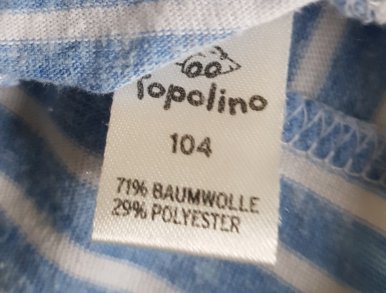 Topolino
104
71% BAUMWOLLE
29% POLYESTER